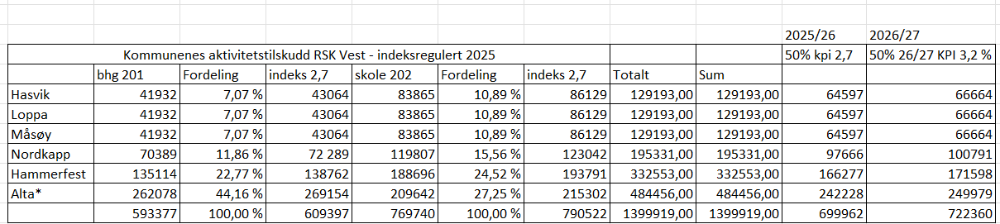 2025/26 2026/27
Kommunenes aktivitetstilskudd RSK Vest - indeksregulert 2025 50% kpi 2,7 50% 26/27 KPI 3,2 %
bhg 201 Fordeling indeks 2,7 skole 202 Fordeling indeks 2,7 Totalt Sum
Hasvik 41932 7,07 % 43064 83865 10,89 % 86129 129193,00 129193,00 64597 66664
Loppa 41932 7,07 % 43064 83865 10,89 % 86129 129193,00 129193,00 64597 66664
Måsøy 41932 7,07 % 43064 83865 10,89 % 86129 129193,00 129193,00 64597 66664
Nordkapp 70389 11,86 % 72 289 119807 15,56 % 123042 195331,00 195331,00 97666 100791
Hammerfest 135114 22,77 % 138762 188696 24,52 % 193791 332553,00 332553,00 166277 171598
Alta* 262078 44,16 % 269154 209642 27,25 % 215302 484456,00 484456,00 242228 249979
593377 100,00 % 609397 769740 100,00 % 790522 1399919,00 1399919,00 699962 722360